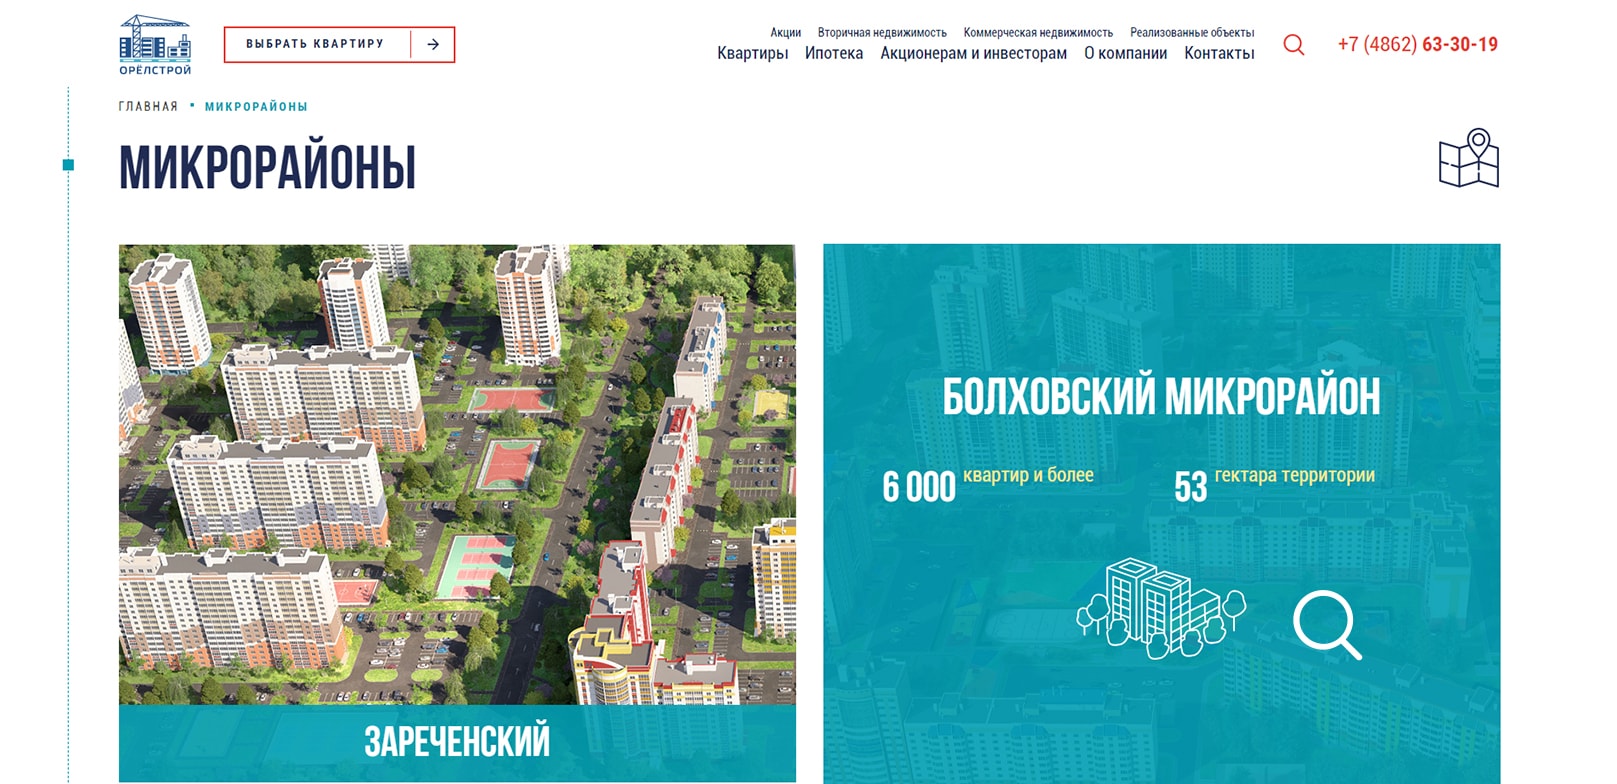 ОРЁЛСТРОЙ
ВЫБРАТЬ КВАРТИРУ
Акции Вторичная недвижимость Коммерческая недвижимость Реализованные объекты
Квартиры Ипотека Акционерам и инвесторам О компании Контакты
+7 (4862) 63-30-19
ГЛАВНАЯ • МИКРОРАЙОНЫ
МИКРОРАЙОНЫ
ЗАРЕЧЕНСКИЙ
БОЛХОВСКИЙ МИКРОРАЙОН
6 000 квартир и более
53 гектара территории